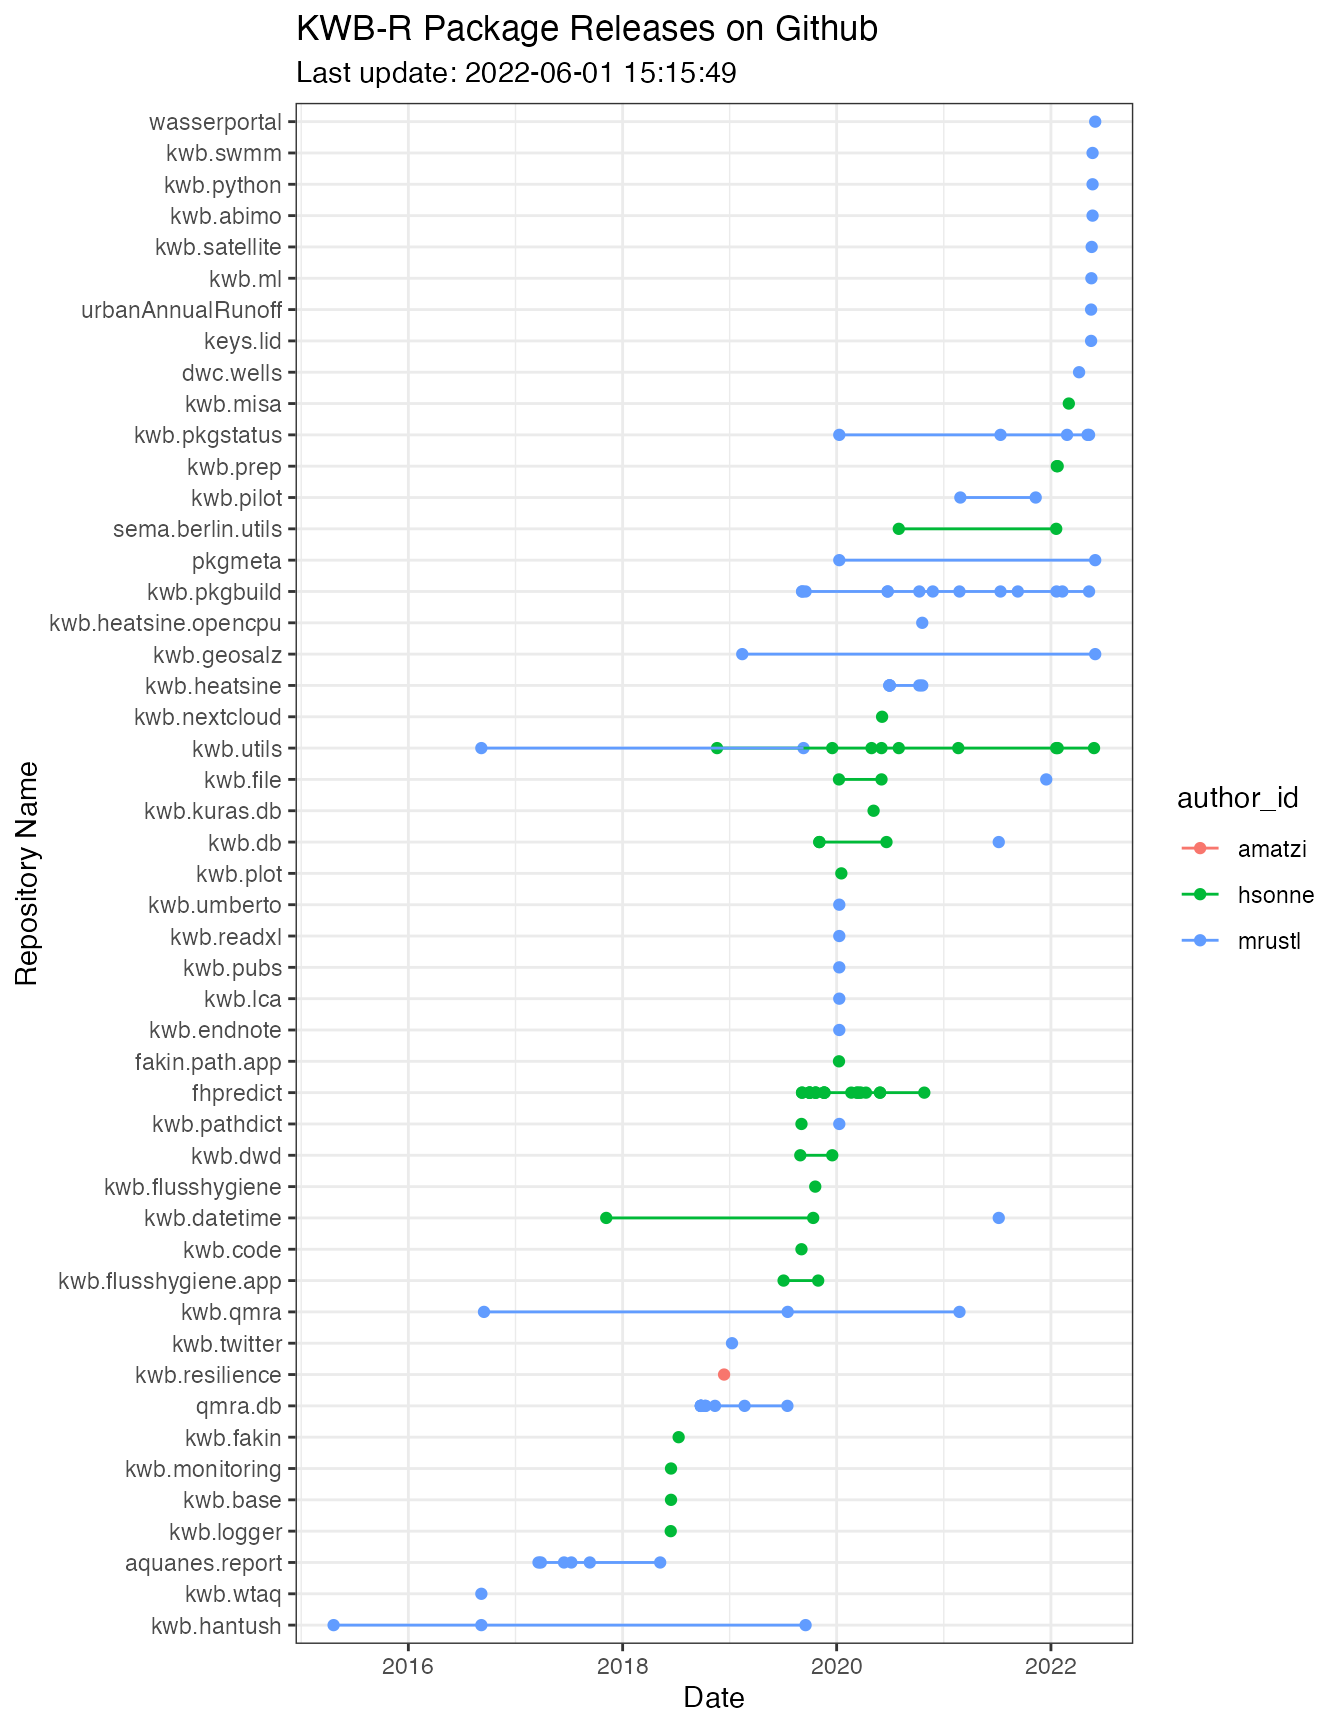 KWB-R Package Releases on Github
Last update: 2022-06-01 15:15:49
wasserportal
kwb.swmm
kwb.python
kwb.abimo
kwb.satellite
kwb.ml
urbanAnnualRunoff
keys.lid
dwc.wells
kwb.misa
kwb.pkgstatus
kwb.prep
kwb.pilot
sema.berlin.utils
pkgmeta
kwb.pkgbuild
kwb.heatsine.opencpu
kwb.geosalz
kwb.heatsine
kwb.nextcloud
kwb.utils
kwb.file
kwb.kuras.db
kwb.db
kwb.plot
kwb.umberto
kwb.readxl
kwb.pubs
kwb.lca
kwb.endnote
fakin.path.app
fhpredict
kwb.pathdict
kwb.dwd
kwb.flusshygiene
kwb.datetime
kwb.code
kwb.flusshygiene.app
kwb.qmra
kwb.twitter
kwb.resilience
qmra.db
kwb.fakin
kwb.monitoring
kwb.base
kwb.logger
aquanes.report
kwb.wtaq
kwb.hantush
Repository Name
2016 2018 2020 2022
Date
author_id
amatzi
hsonne
mrustl